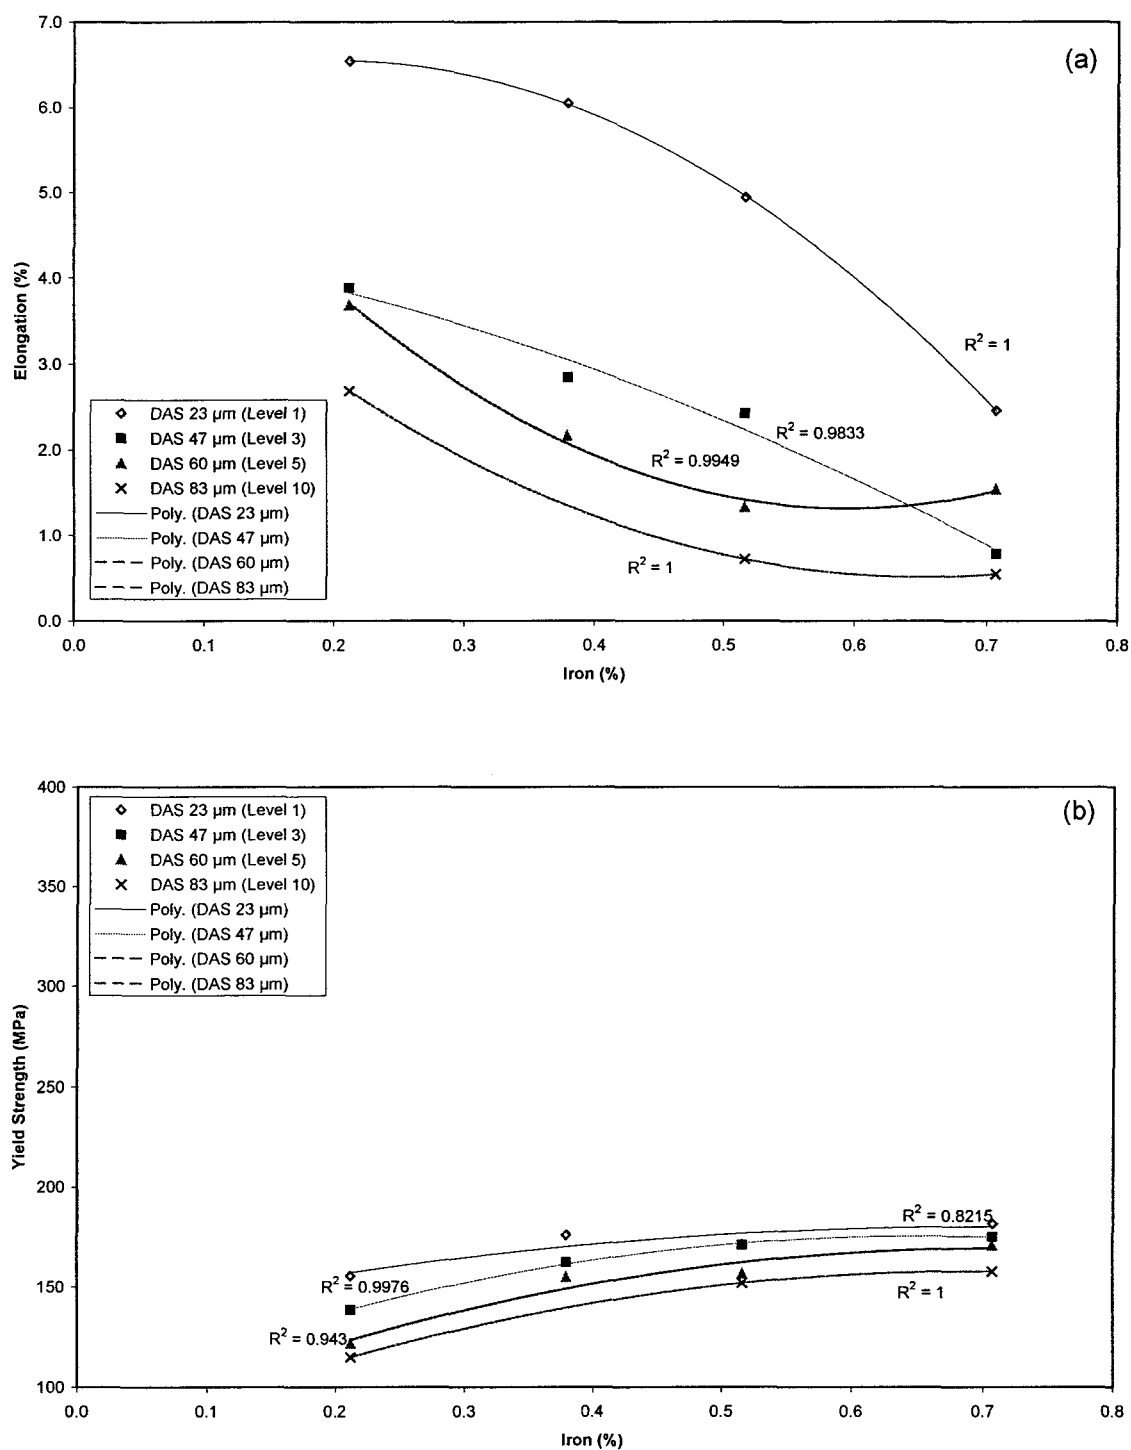 7.0
(a)
6.0
5.0
4.0
Elongation (%)
R² = 1
3.0
DAS 23 µm (Level 1)
DAS 47 µm (Level 3)
R² = 0.9833
2.0
DAS 60 µm (Level 5)
R² = 0.9949
DAS 83 µm (Level 10)
Poly. (DAS 23 µm)
Poly. (DAS 47 µm)
1.0
Poly. (DAS 60 µm)
R² = 1
Poly. (DAS 83 µm)
0.0
0.0 0.1 0.2 0.3 0.4 0.5 0.6 0.7 0.8
Iron (%)
400
DAS 23 µm (Level 1)
(b)
DAS 47 µm (Level 3)
DAS 60 µm (Level 5)
350
DAS 83 µm (Level 10)
Poly. (DAS 23 µm)
Poly. (DAS 47 µm)
Poly. (DAS 60 µm)
300
Poly. (DAS 83 µm)
Yield Strength (MPa)
250
200
R² = 0.8215
150
R² = 0.9976
R² = 1
R² = 0.943
100
0.0 0.1 0.2 0.3 0.4 0.5 0.6 0.7 0.8
Iron (%)